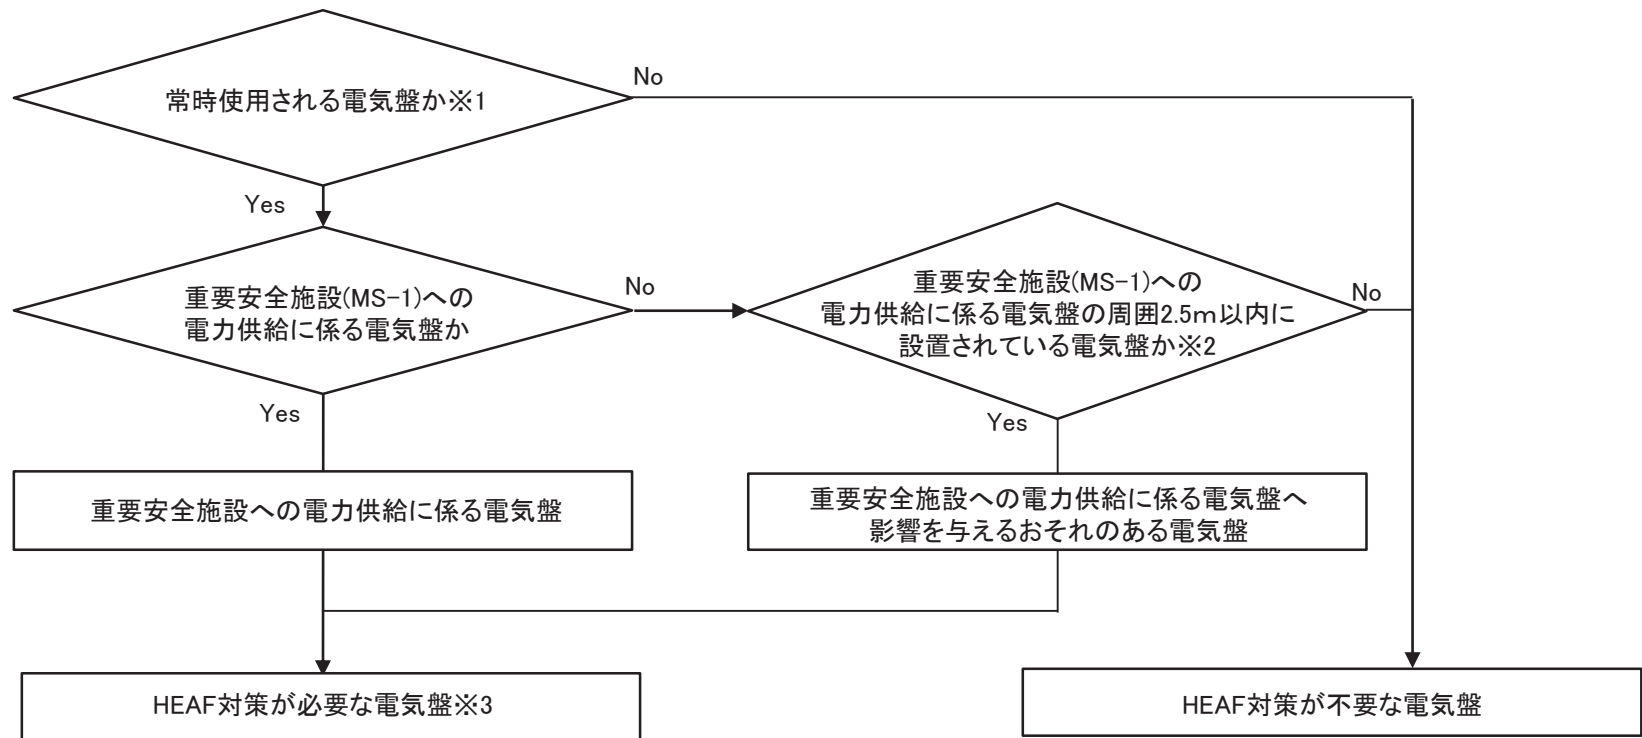 常時使用される電気盤か※1
No
Yes
重要安全施設(MS-1)への
電力供給に係る電気盤か
No
重要安全施設(MS-1)への
電力供給に係る電気盤の周囲2.5m以内に
設置されている電気盤か※2
No
Yes
Yes
重要安全施設への電力供給に係る電気盤
重要安全施設への電力供給に係る電気盤へ
影響を与えるおそれのある電気盤
HEAF対策が必要な電気盤※3
HEAF対策が不要な電気盤